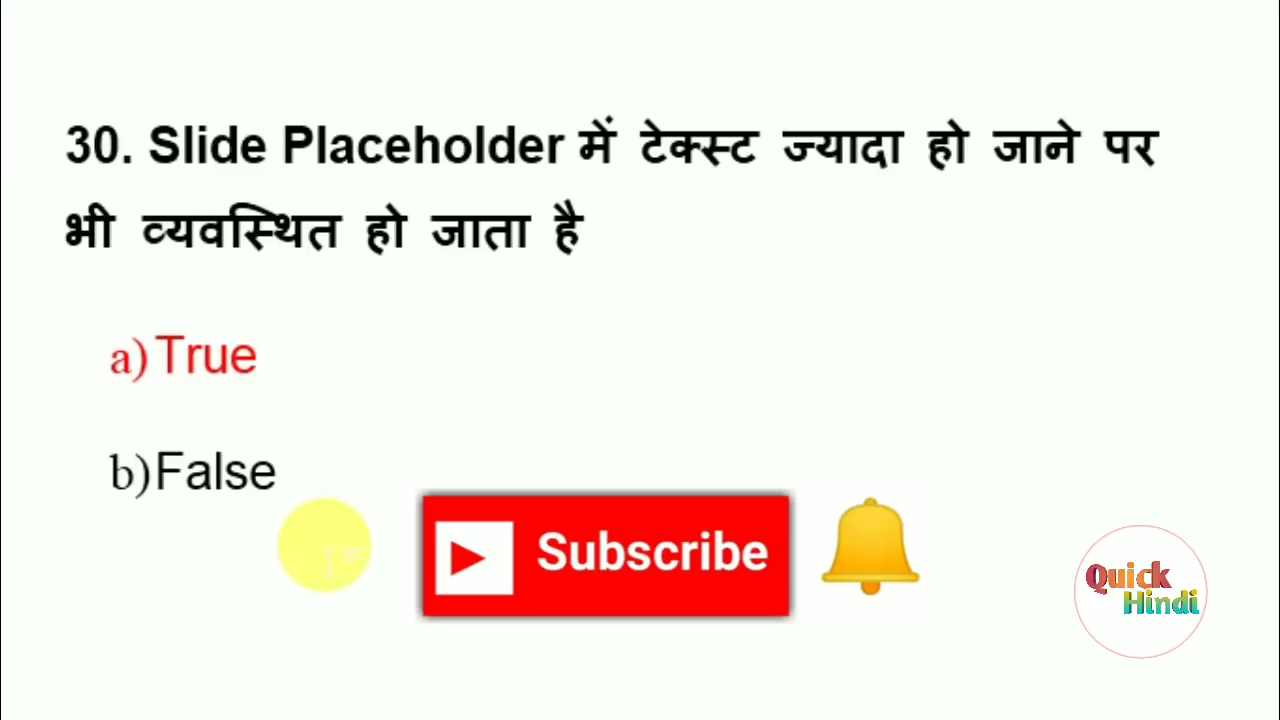 30. Slide Placeholder में टेक्स्ट ज्यादा हो जाने पर
भी व्यवस्थित हो जाता है
a) True
b) False
Subscribe
Quick
Hindi